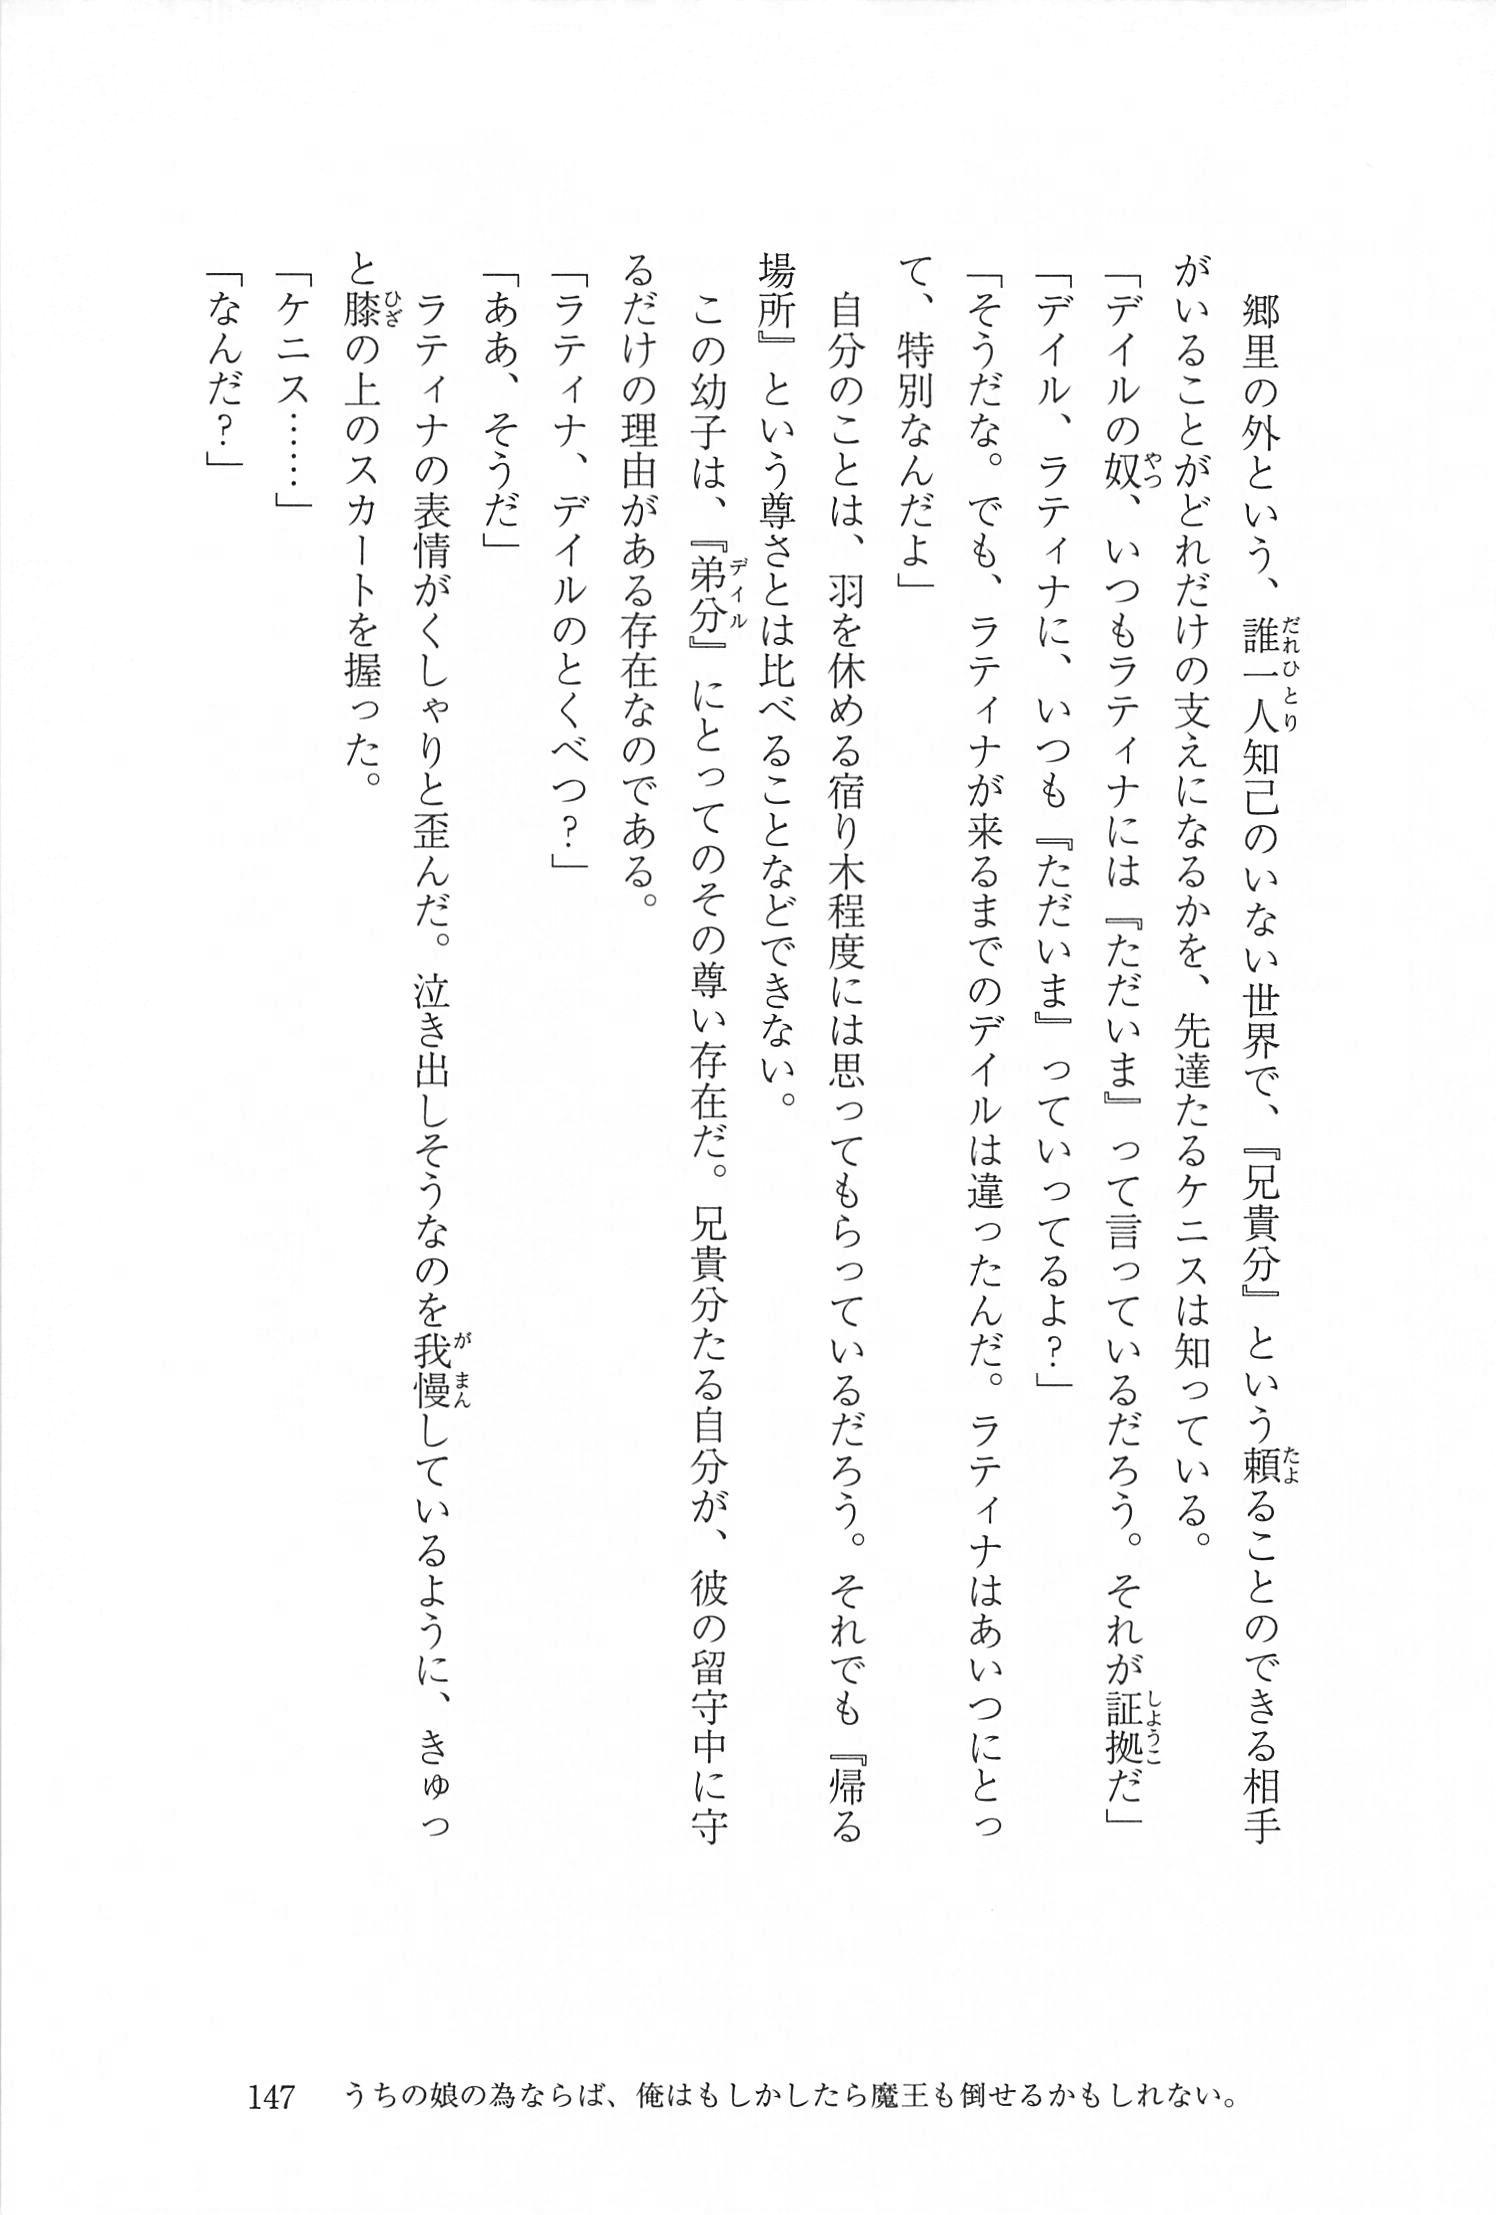 郷里の外という、誰一人知己のいない世界で、『兄貴分』という頼ることのできる相手
がいることがどれだけの支えになるかを、先達たるケニスは知っている。
「デイルの奴、いつもラティナには『ただいま』って言っているだろう。それが証拠だ」
「デイル、ラティナに、いつも『ただいま』っていってるよ?」
「そうだな。でも、ラティナが来るまでのデイルは違ったんだ。ラティナはあいつにとっ
て、特別なんだよ」
　自分のことは、羽を休める宿り木程度には思ってもらっているだろう。それでも『帰る
場所』という尊さとは比べることなどできない。
　この幼子は、『弟分』にとってのその尊い存在だ。兄貴分たる自分が、彼の留守中に守
るだけの理由がある存在なのである。
「ラティナ、デイルのとくべつ?」
「ああ、そうだ」
　ラティナの表情がくしゃりと歪んだ。泣き出しそうなのを我慢しているように、きゅっ
と膝の上のスカートを握った。
「ケニス……」
「なんだ?」
147　うちの娘の為ならば、俺はもしかしたら魔王も倒せるかもしれない。